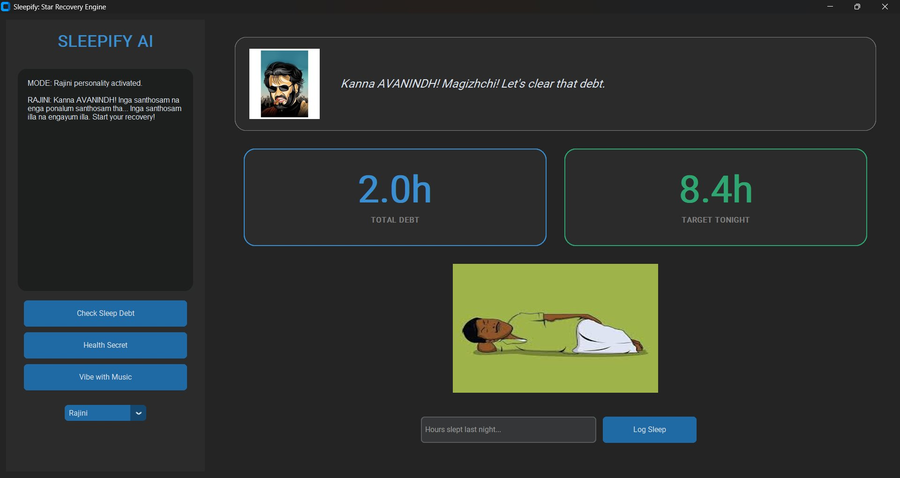 Sleepify: Star Recovery Engine
SLEEPIFY AI
MODE: Rajini personality activated.
RAJINI: Kanna AVANINDH! Inga santhosam na
enga ponalum santhosam tha... Inga santhosam
illa na engayum illa. Start your recovery!
Check Sleep Debt
Health Secret
Vibe with Music
Rajini
Kanna AVANINDH! Magizhchi! Let's clear that debt.
2.0h
TOTAL DEBT
8.4h
TARGET TONIGHT
Hours slept last night...
Log Sleep